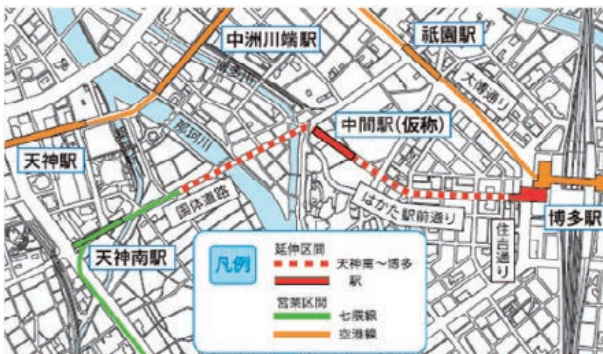 中洲川端駅
祇園駅
博多川
大博通り
中間駅(仮称)
天神駅
那珂川
国体道路
はかた駅前通り
住吉通り
博多駅
天神南駅
凡例
延伸区間
天神南~博多
駅
営業区間
七隈線
空港線